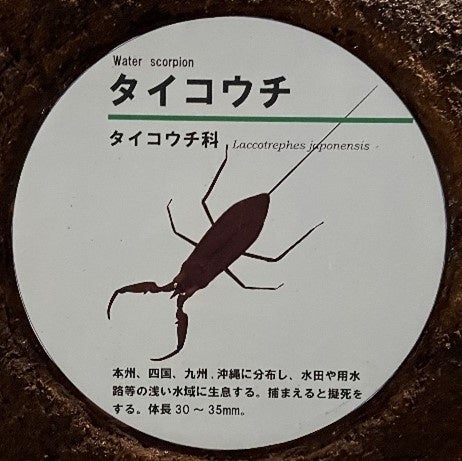 Water scorpion
タイコウチ
タイコウチ科 Laccotrephes japonensis
本州、四国、九州、沖縄に分布し、水田や用水
路等の浅い水域に生息する。捕まえると擬死を
する。体長30～35mm。